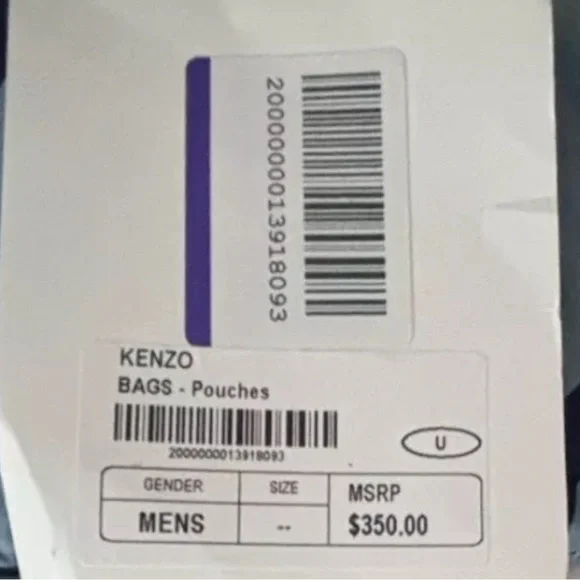 2000000013918093
KENZO
BAGS - Pouches
2000000013918093
U
GENDER SIZE MSRP
MENS -- $350.00